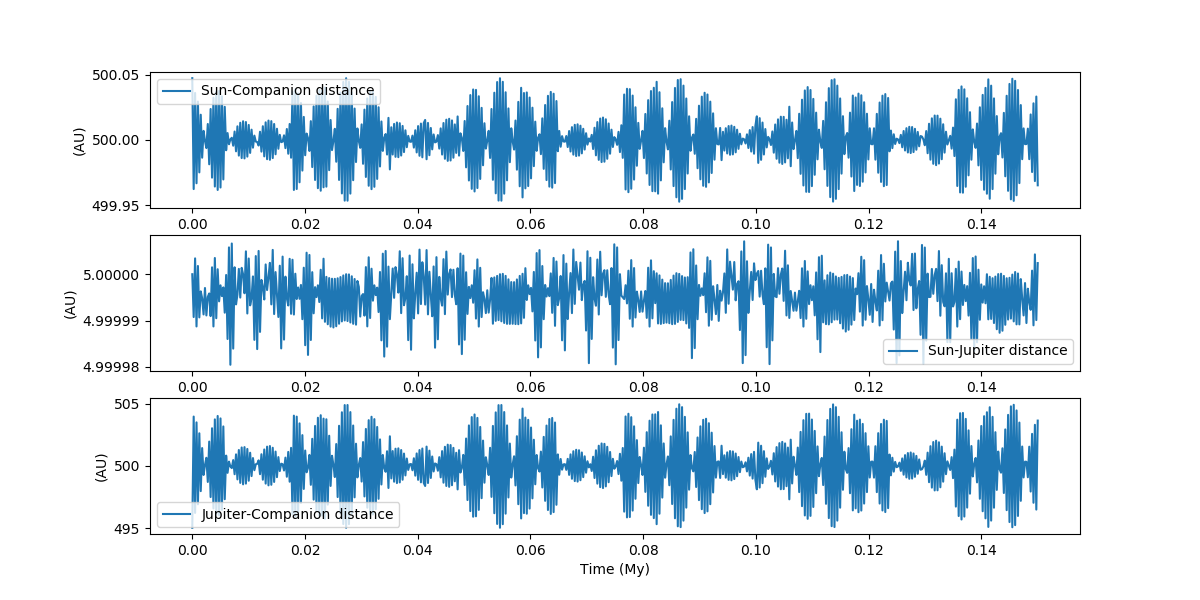 500.05
Sun-Companion distance
(AU)
500.00
499.95
0.00 0.02 0.04 0.06 0.08 0.10 0.12 0.14
5.00000
(AU)
4.99999
Sun-Jupiter distance
4.99998
0.00 0.02 0.04 0.06 0.08 0.10 0.12 0.14
505
(AU)
500
Jupiter-Companion distance
495
0.00 0.02 0.04 0.06 0.08 0.10 0.12 0.14
Time (My)